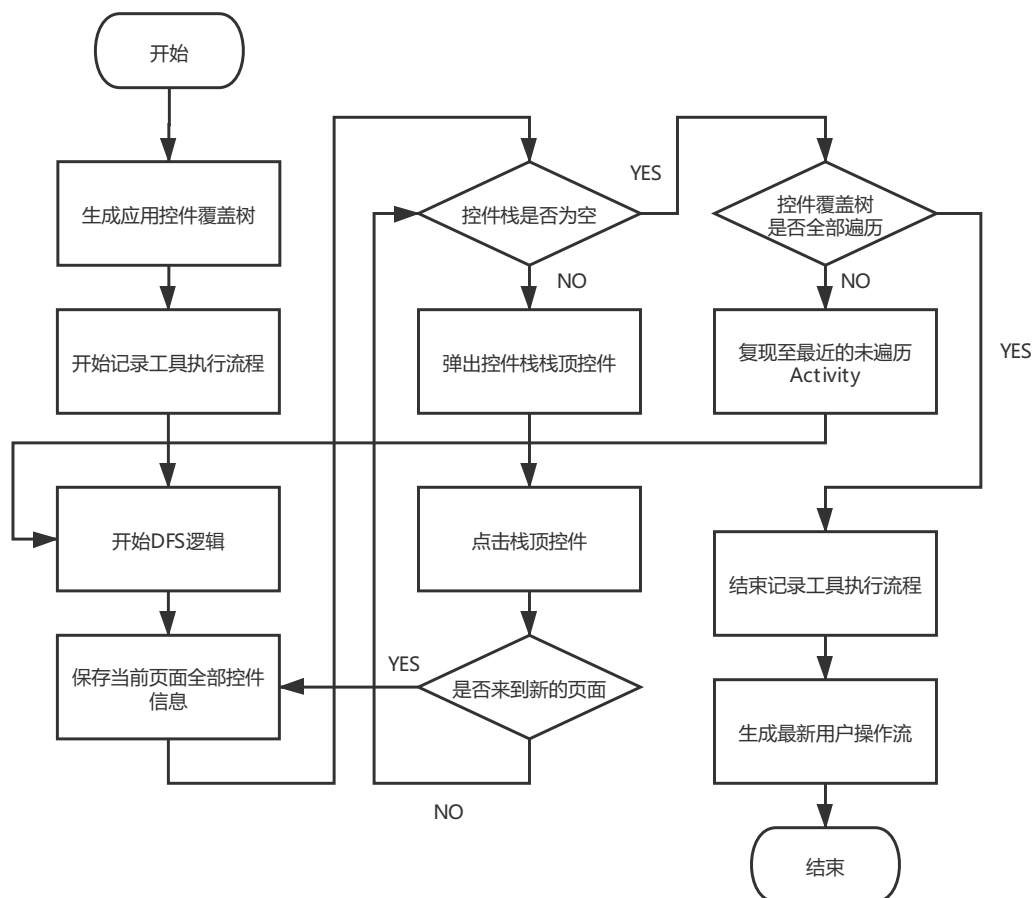 开始
生成应用控件覆盖树
开始记录工具执行流程
开始DFS逻辑
保存当前页面全部控件
信息
控件栈是否为空
YES
NO
弹出控件栈栈顶控件
点击栈顶控件
是否来到新的页面
YES
NO
控件覆盖树
是否全部遍历
NO
YES
复现至最近的未遍历
Activity
结束记录工具执行流程
生成最新用户操作流
结束